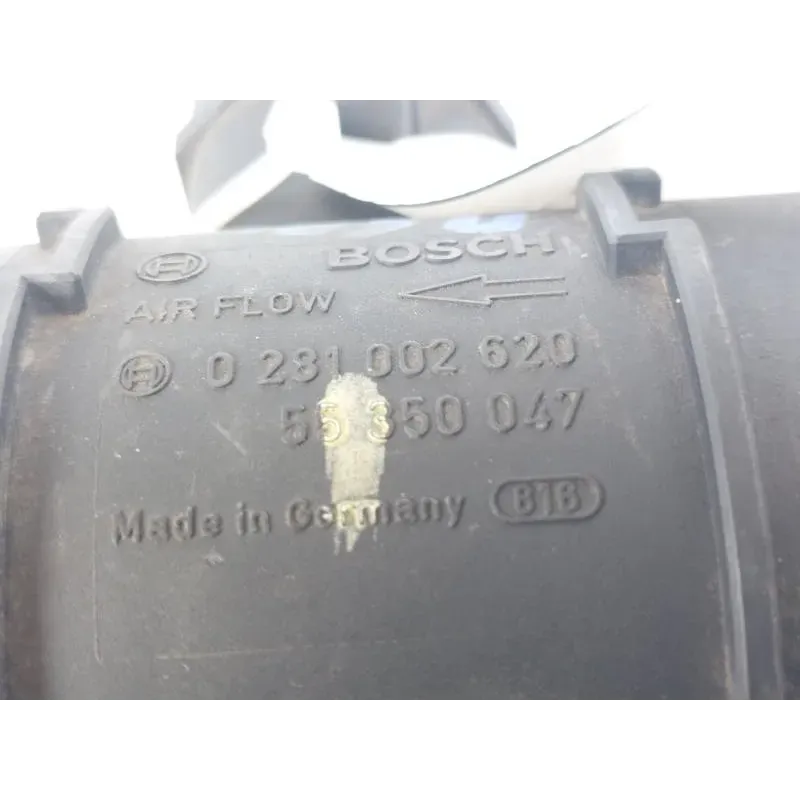 BOSCH
AIR FLOW
0 281 002 620
55 350 047
Made in Germany B1B